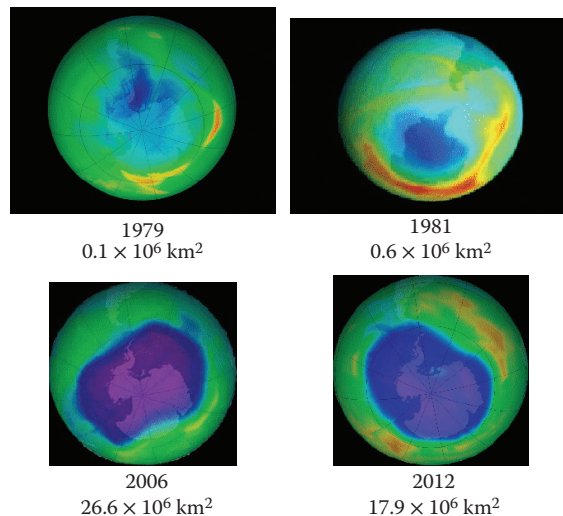 1979
0.1 × 10⁶ km²
1981
0.6 × 10⁶ km²
2006
26.6 × 10⁶ km²
2012
17.9 × 10⁶ km²